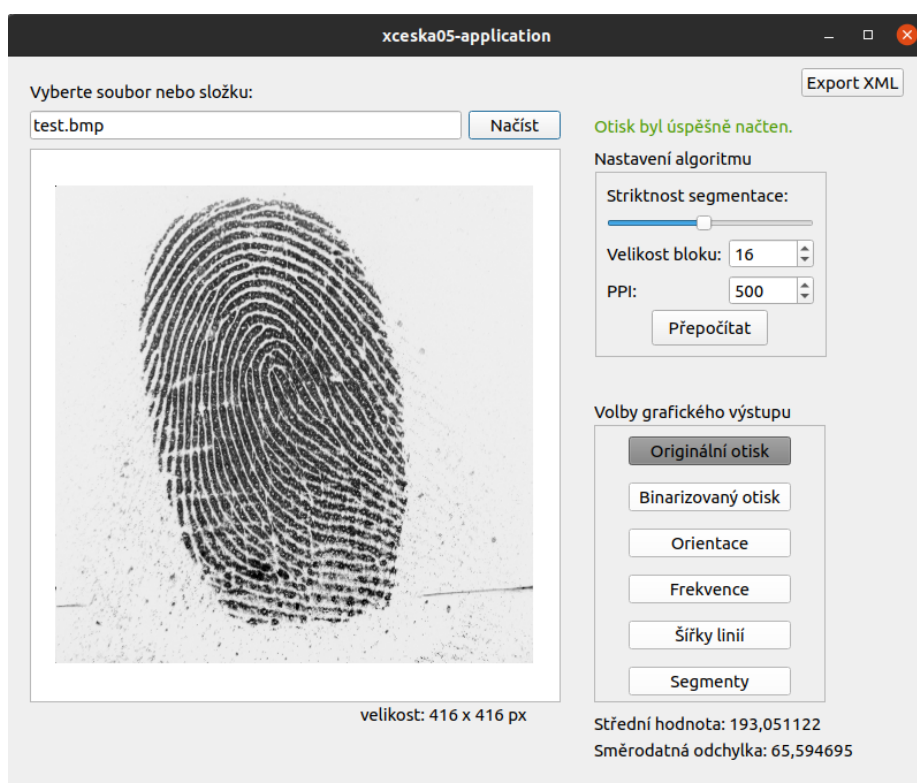 xceska05-application
Export XML
Vyberte soubor nebo složku:
test.bmp
Načíst
Otisk byl úspěšně načten.
Nastavení algoritmu
Striktnost segmentace:
Velikost bloku: 16
PPI: 500
Přepočítat
Volby grafického výstupu
Originální otisk
Binarizovaný otisk
Orientace
Frekvence
Šířky linií
Segmenty
velikost: 416 x 416 px
Střední hodnota: 193,051122
Směrodatná odchylka: 65,594695